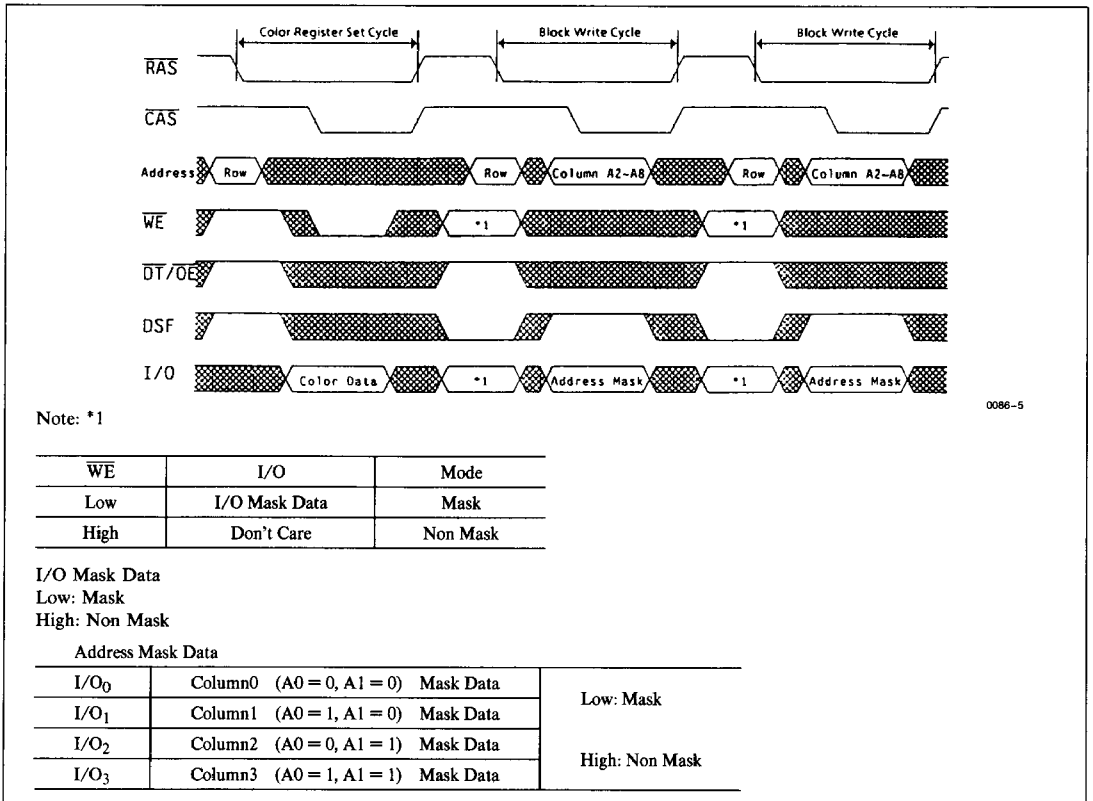 Color Register Set Cycle Block Write Cycle Block Write Cycle
RAS
CAS
Address Row Row Column A2~A8 Row Column A2~A8
WE *1 *1
DT/OE
DSF
I/O Color Data *1 Address Mask *1 Address Mask
0086-5
Note: *1
WE I/O Mode
Low I/O Mask Data Mask
High Don't Care Non Mask
I/O Mask Data
Low: Mask
High: Non Mask
Address Mask Data
I/O0 Column0 (A0 = 0, A1 = 0) Mask Data
Low: Mask
I/O1 Column1 (A0 = 1, A1 = 0) Mask Data
I/O2 Column2 (A0 = 0, A1 = 1) Mask Data
High: Non Mask
I/O3 Column3 (A0 = 1, A1 = 1) Mask Data